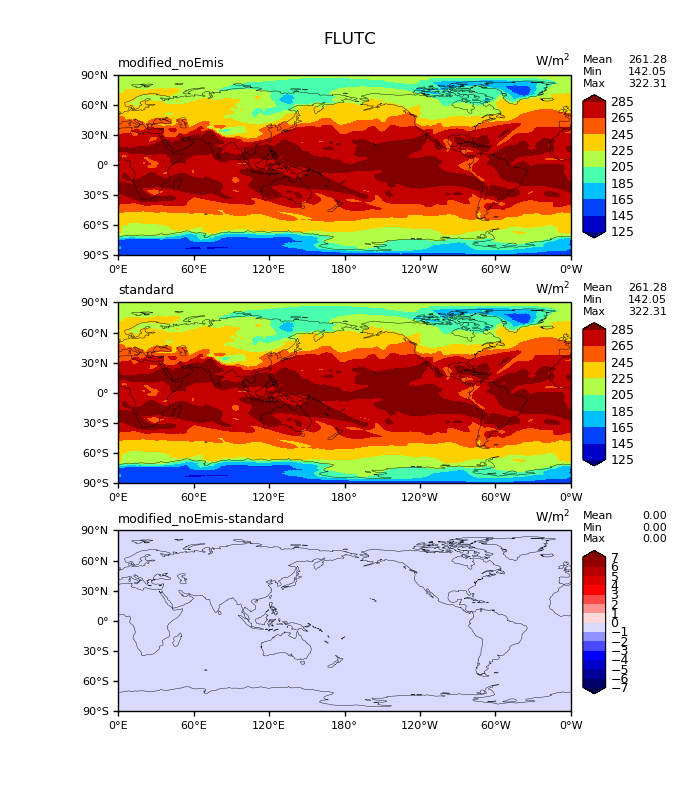 FLUTC
modified_noEmis W/m2
Mean 261.28
Min 142.05
Max 322.31
90°N
60°N
30°N
0°
30°S
60°S
90°S
0°E 60°E 120°E 180° 120°W 60°W 0°W
285
265
245
225
205
185
165
145
125
standard W/m2
Mean 261.28
Min 142.05
Max 322.31
90°N
60°N
30°N
0°
30°S
60°S
90°S
0°E 60°E 120°E 180° 120°W 60°W 0°W
285
265
245
225
205
185
165
145
125
modified_noEmis-standard W/m2
Mean 0.00
Min 0.00
Max 0.00
90°N
60°N
30°N
0°
30°S
60°S
90°S
0°E 60°E 120°E 180° 120°W 60°W 0°W
7
6
5
4
3
2
1
0
−1
−2
−3
−4
−5
−6
−7